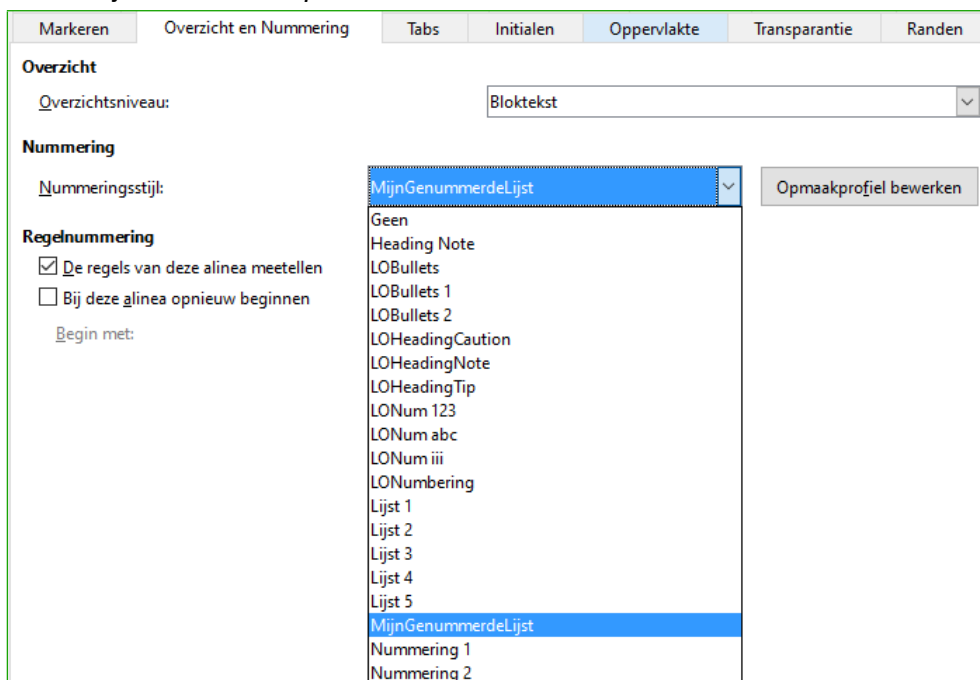 Markeren Overzicht en Nummering Tabs Initialen Oppervlakte Transparantie Randen
Overzicht
Overzichtsniveau: Bloktekst
Nummering
Nummeringsstijl: MijnGenummerdeLijst Opmaakprofiel bewerken
Geen
Regelnummering
Heading Note
De regels van deze alinea meetellen
LOBullets
LOBullets 1
Bij deze alinea opnieuw beginnen
LOBullets 2
Begin met:
LOHeadingCaution
LOHeadingNote
LOHeadingTip
LONum 123
LONum abc
LONum iii
LONumbering
Lijst 1
Lijst 2
Lijst 3
Lijst 4
Lijst 5
MijnGenummerdeLijst
Nummering 1
Nummering 2